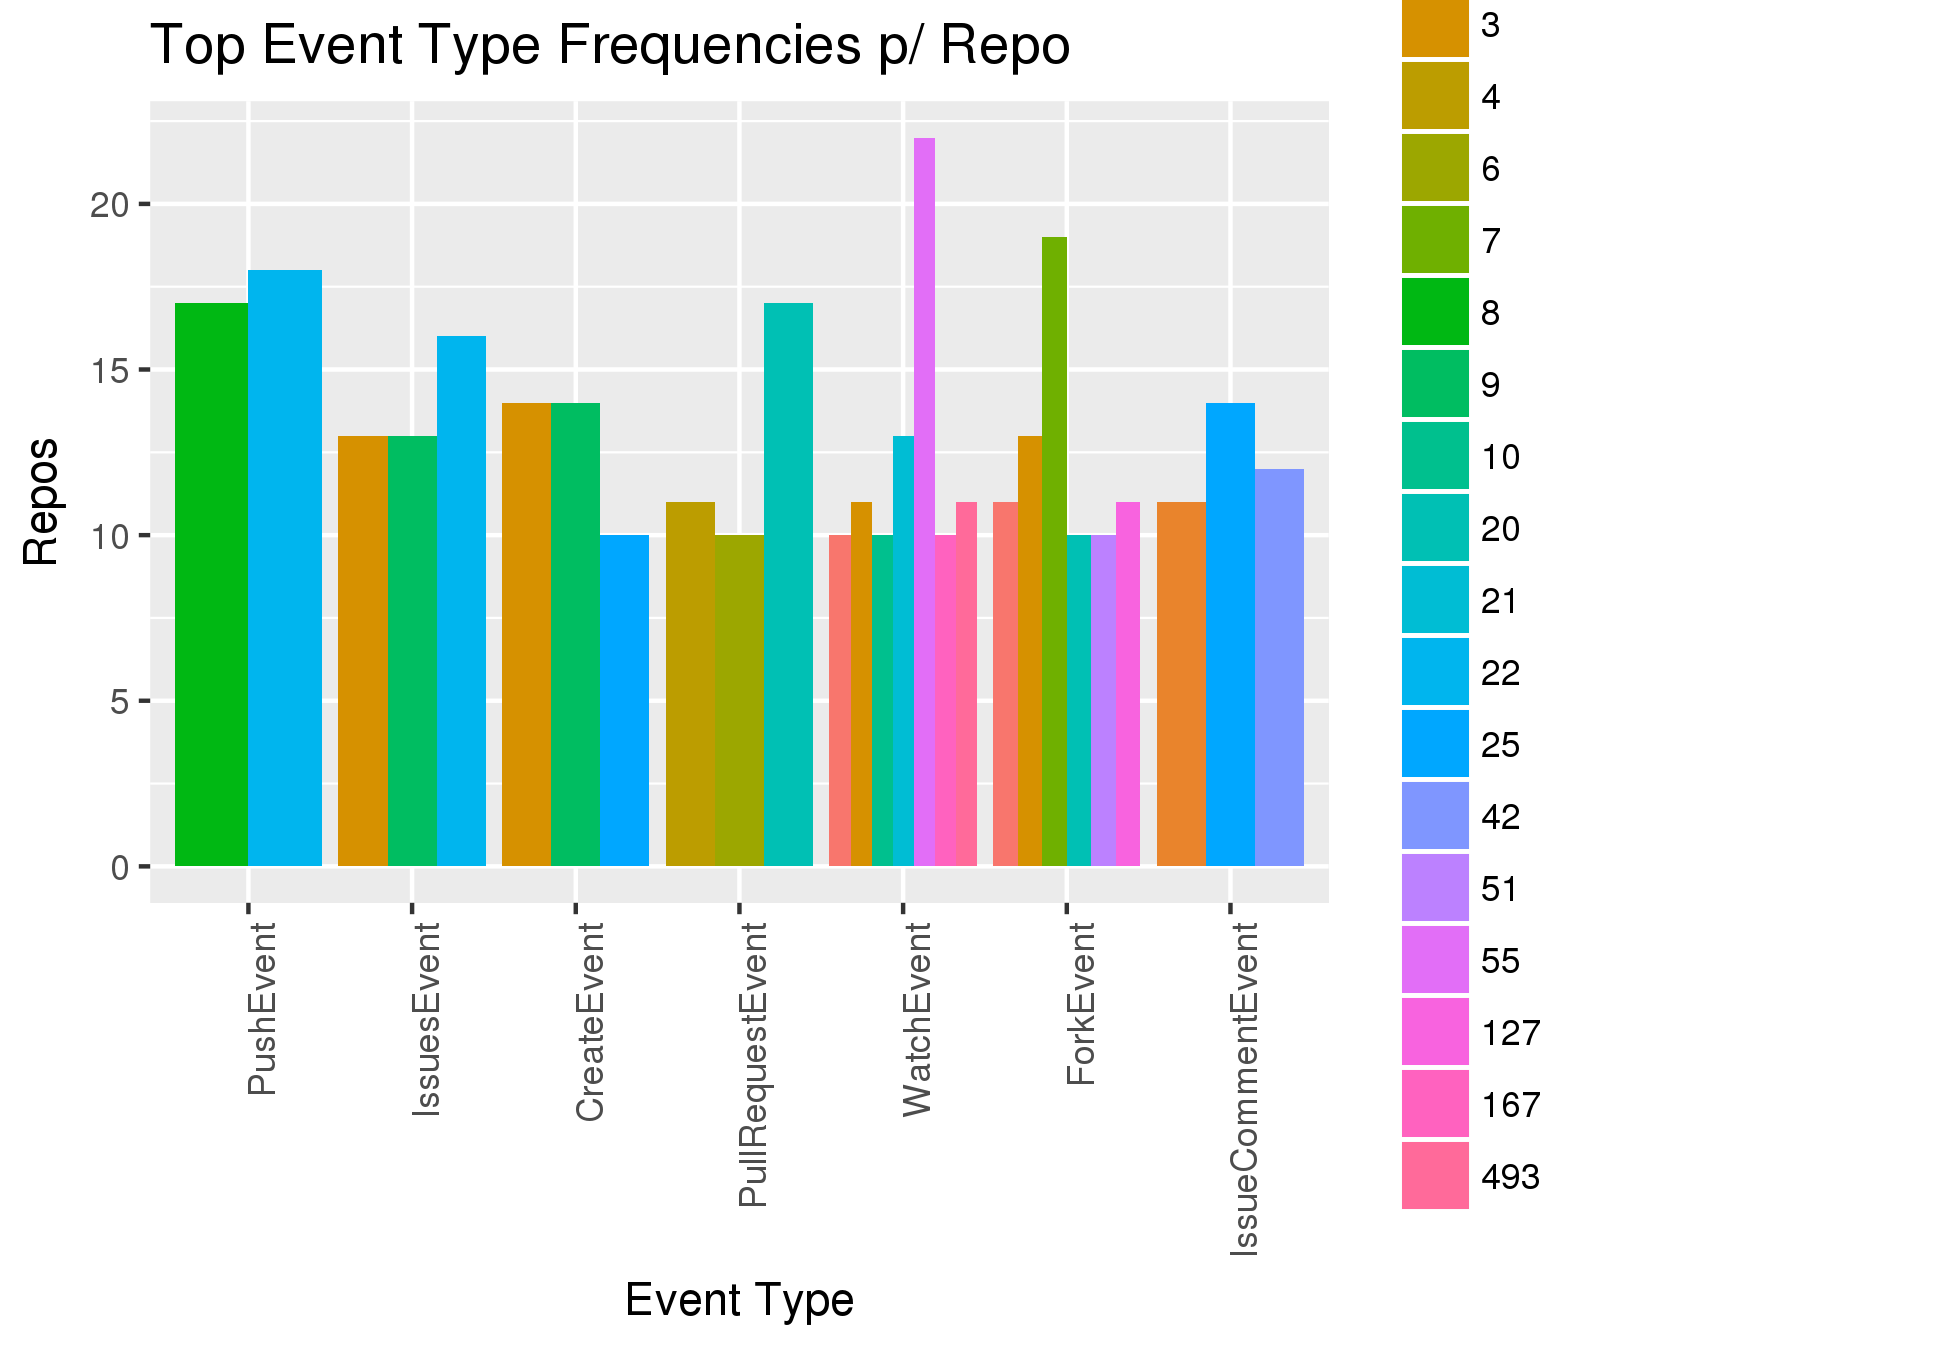 Top Event Type Frequencies p/ Repo
Repos
20
15
10
5
0
PushEvent
IssuesEvent
CreateEvent
PullRequestEvent
WatchEvent
ForkEvent
IssueCommentEvent
Event Type
3
4
6
7
8
9
10
20
21
22
25
42
51
55
127
167
493